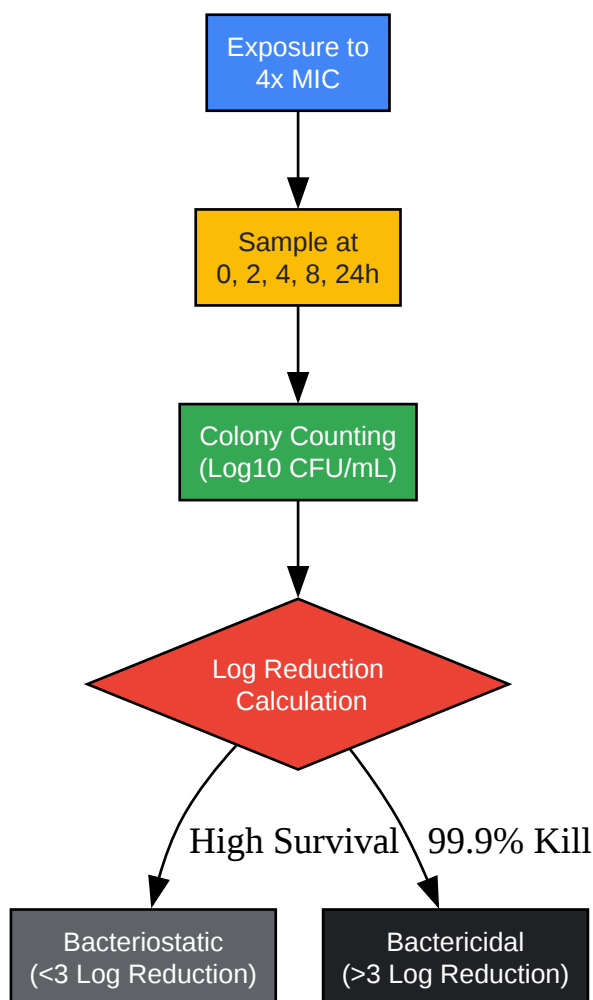 Exposure to
4x MIC
Sample at
0, 2, 4, 8, 24h
Colony Counting
(Log10 CFU/mL)
Log Reduction
Calculation
High Survival
99.9% Kill
Bacteriostatic
(<3 Log Reduction)
Bactericidal
(>3 Log Reduction)